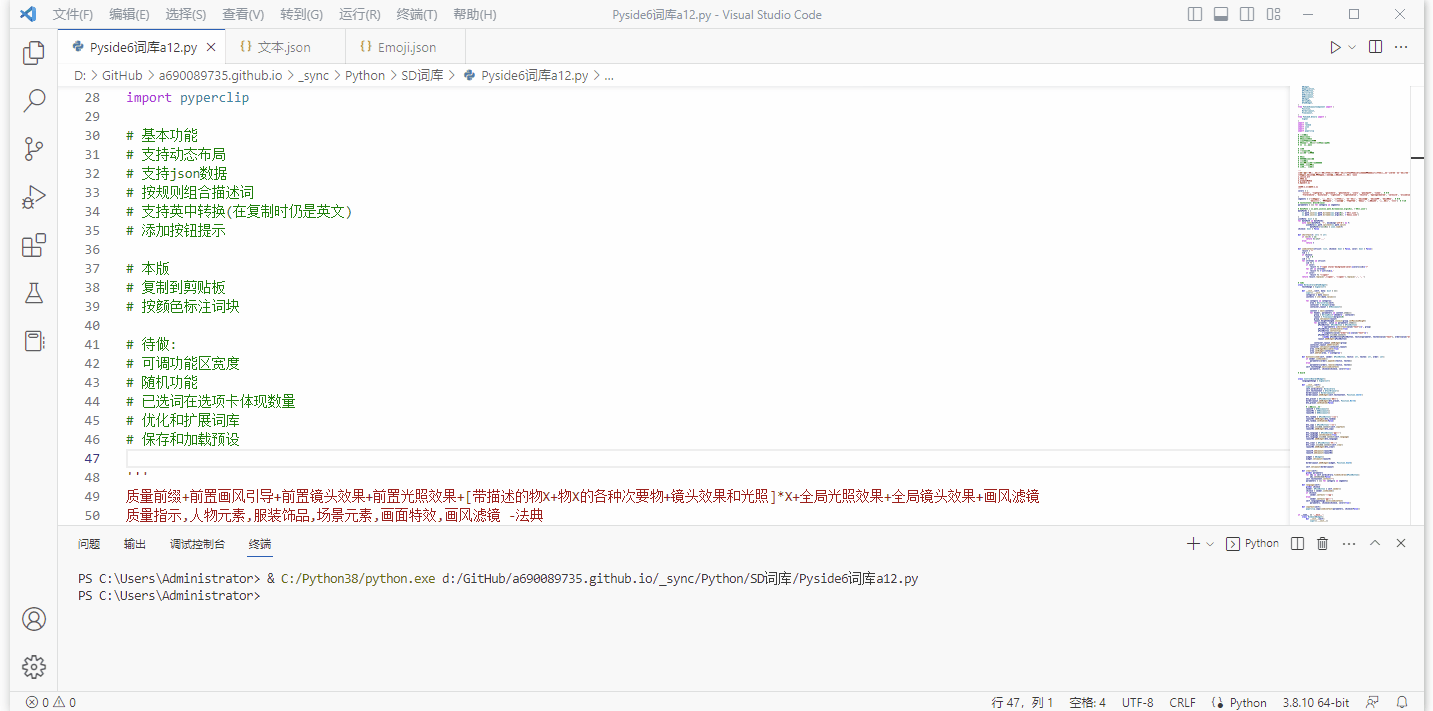 文件(F) 编辑(E) 选择(S) 查看(V) 转到(G) 运行(R) 终端(T) 帮助(H) Pyside6词库a12.py - Visual Studio Code
Pyside6词库a12.py {} 文本.json {} Emoji.json
D: > GitHub > a690089735.github.io > _sync > Python > SD词库 > Pyside6词库a12.py > ...
28 import pyperclip
29
30 # 基本功能
31 # 支持动态布局
32 # 支持json数据
33 # 按规则组合描述词
34 # 支持英中转换(在复制时仍是英文)
35 # 添加按钮提示
36
37 # 本版
38 # 复制到剪贴板
39 # 按颜色标注词块
40
41 # 待做:
42 # 可调功能区宽度
43 # 随机功能
44 # 已选词在选项卡体现数量
45 # 优化和扩展词库
46 # 保存和加载预设
47
48 '''
49 质量前缀+前置画风引导+前置镜头效果+前置光照效果+[带描述的物X+物X的各种次要物+镜头效果和光照]*X+全局光照效果+全局镜头效果+画风滤镜
50 质量指示,人物元素,服装饰品,场景元素,画面特效,画风滤镜 -法典
问题 输出 调试控制台 终端 Python
PS C:\Users\Administrator> & C:/Python38/python.exe d:/GitHub/a690089735.github.io/_sync/Python/SD词库/Pyside6词库a12.py
PS C:\Users\Administrator>
0 0 行 47，列 1 空格: 4 UTF-8 CRLF Python 3.8.10 64-bit